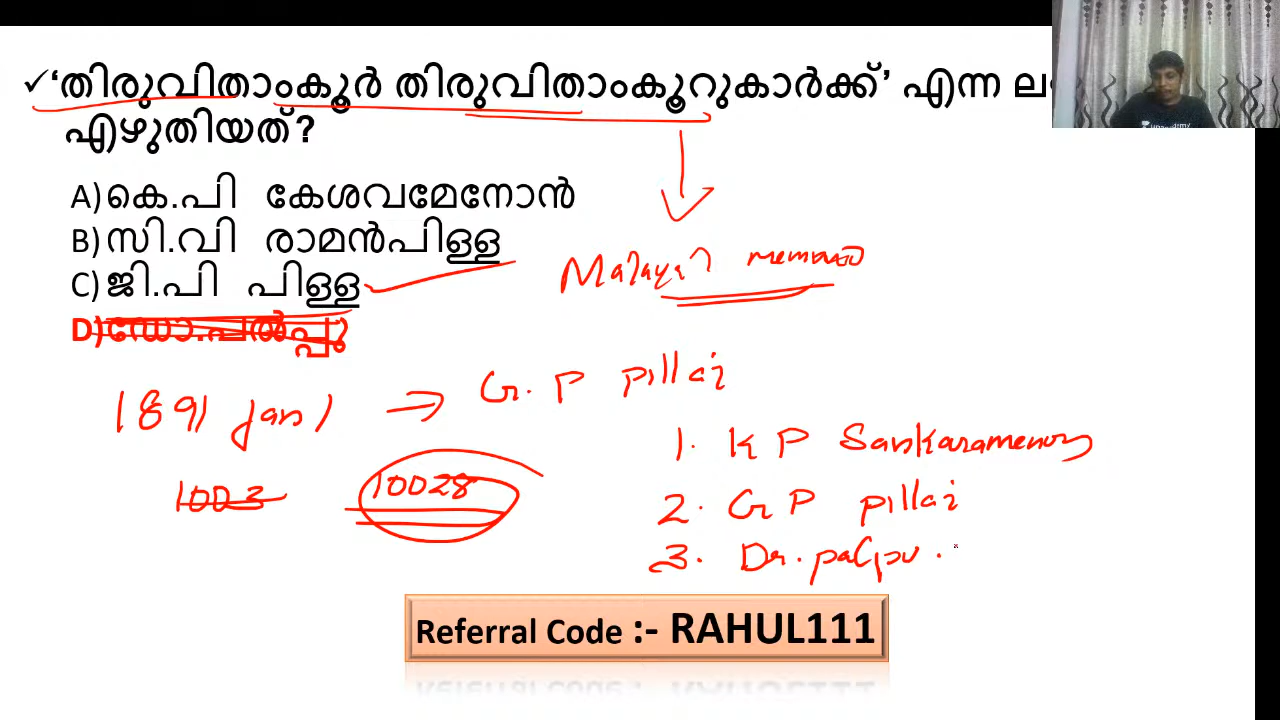 ✓‘തിരുവിതാംകൂർ തിരുവിതാംകൂറുകാർക്ക്’ എന്ന
എഴുതിയത്?
A)കെ.പി കേശവമേനോൻ
B)സി.വി രാമൻപിള്ള
C)ജി.പി പിള്ള
D)ഡോ.പൽപ്പു
Malayali
1891 Jan 1 → G. P pillai
1003 10028
1. K P Sankaramenon
2. G P pillai
3. Dr. palpu.
Referral Code :- RAHUL111